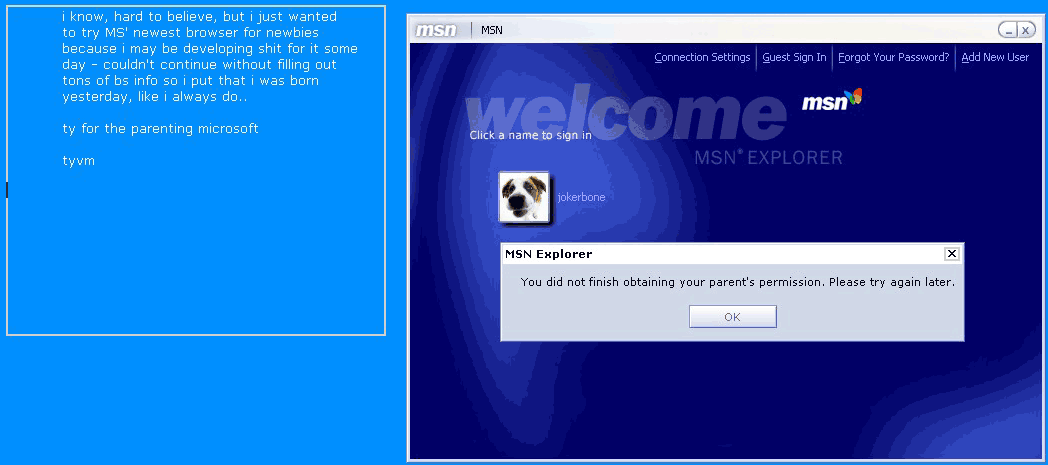 i know, hard to believe, but i just wanted
to try MS' newest browser for newbies
because i may be developing shit for it some
day – couldn't continue without filling out
tons of bs info so i put that i was born
yesterday, like i always do..
ty for the parenting microsoft
tyvm
msn MSN
Connection Settings Guest Sign In Forgot Your Password? Add New User
welcome msn
Click a name to sign in
MSN® EXPLORER
jokerbone
MSN Explorer
You did not finish obtaining your parent's permission. Please try again later.
OK